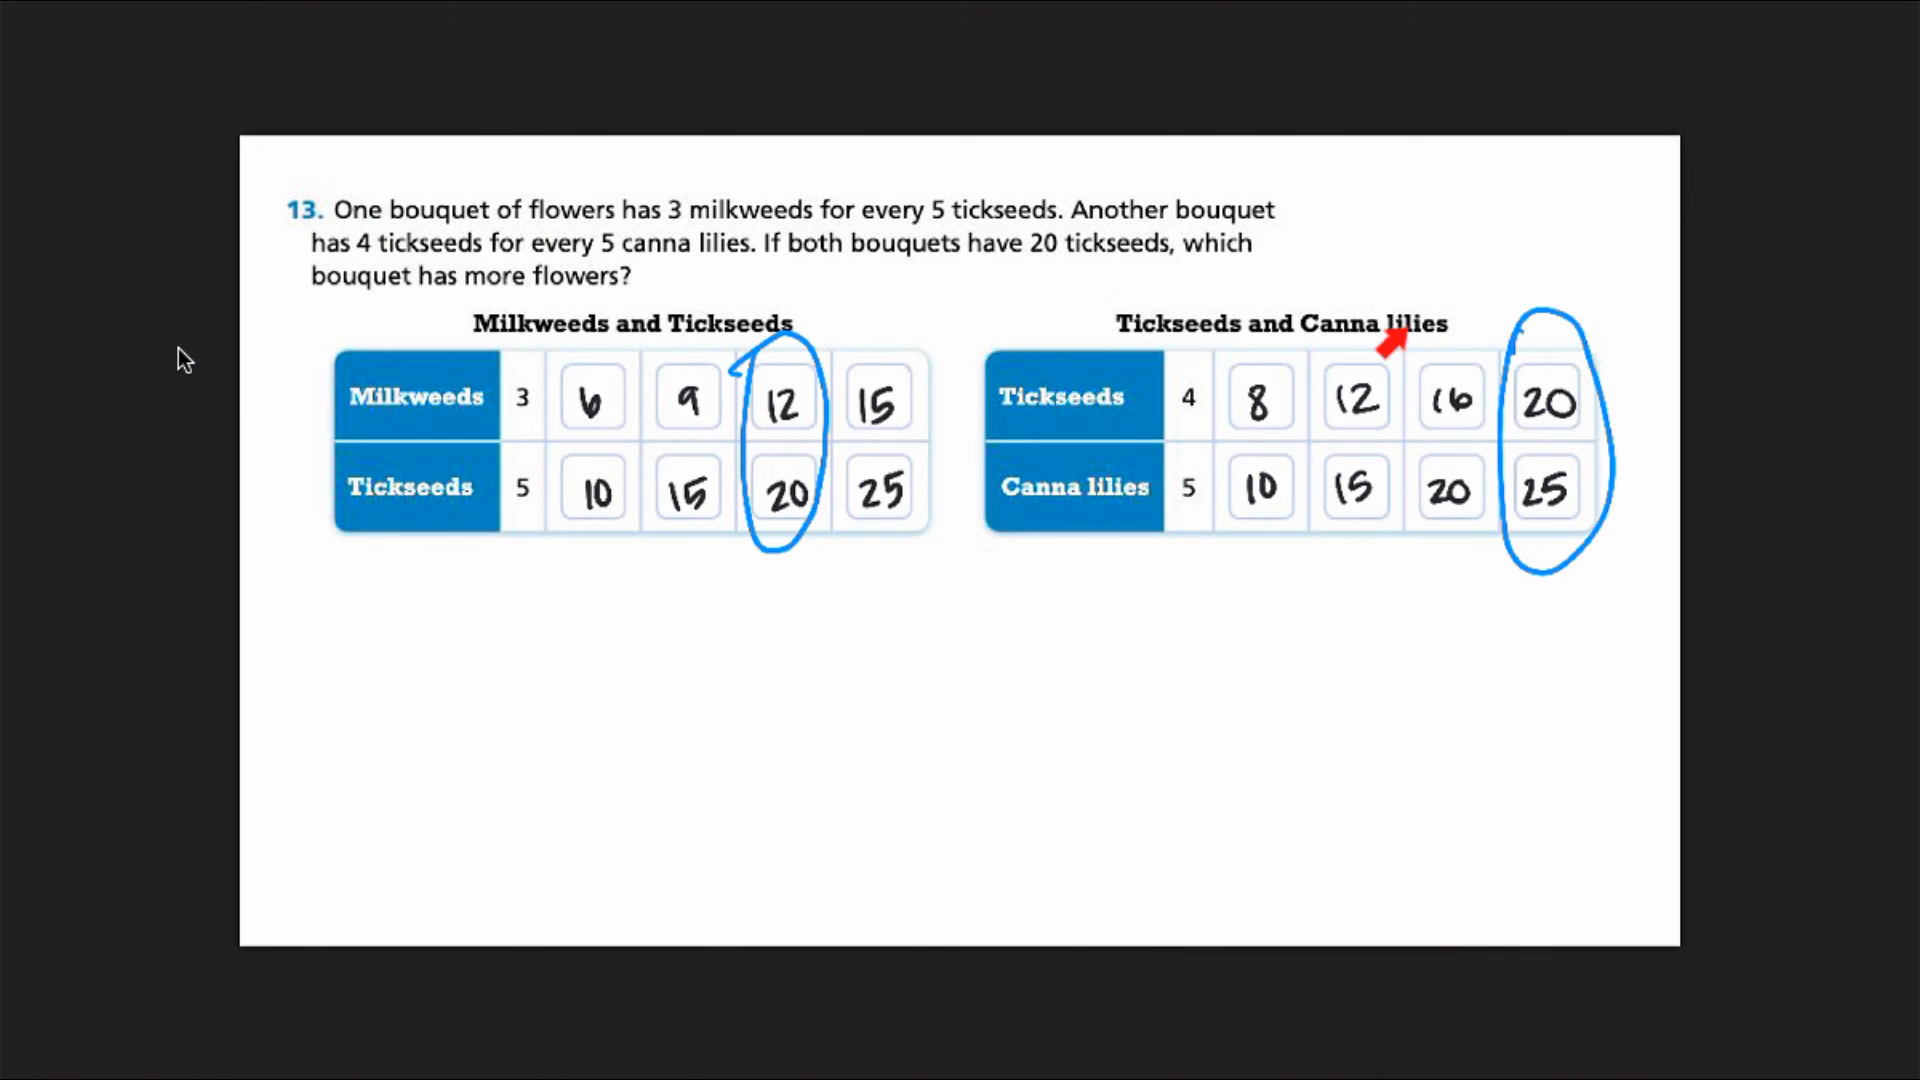 13. One bouquet of flowers has 3 milkweeds for every 5 tickseeds. Another bouquet
has 4 tickseeds for every 5 canna lilies. If both bouquets have 20 tickseeds, which
bouquet has more flowers?
Milkweeds and Tickseeds
Milkweeds 3 6 9 12 15
Tickseeds 5 10 15 20 25
Tickseeds and Canna lilies
Tickseeds 4 8 12 16 20
Canna lilies 5 10 15 20 25